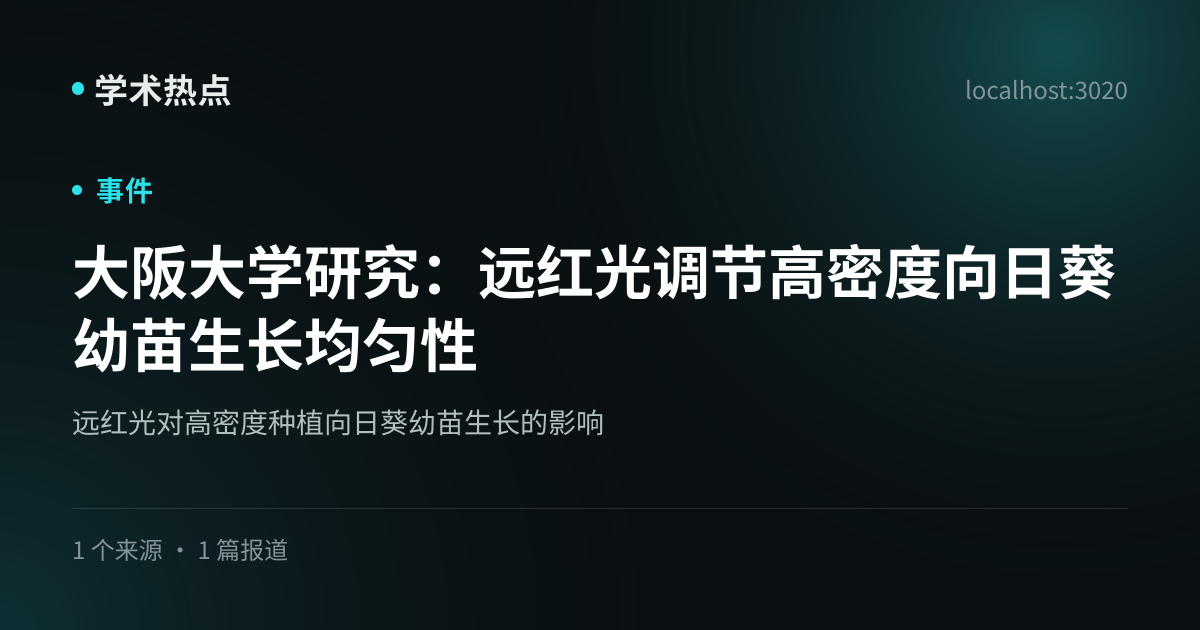 学术热点
localhost:3020
事件
大阪大学研究：远红光调节高密度向日葵
幼苗生长均匀性
远红光对高密度种植向日葵幼苗生长的影响
1 个来源 · 1 篇报道